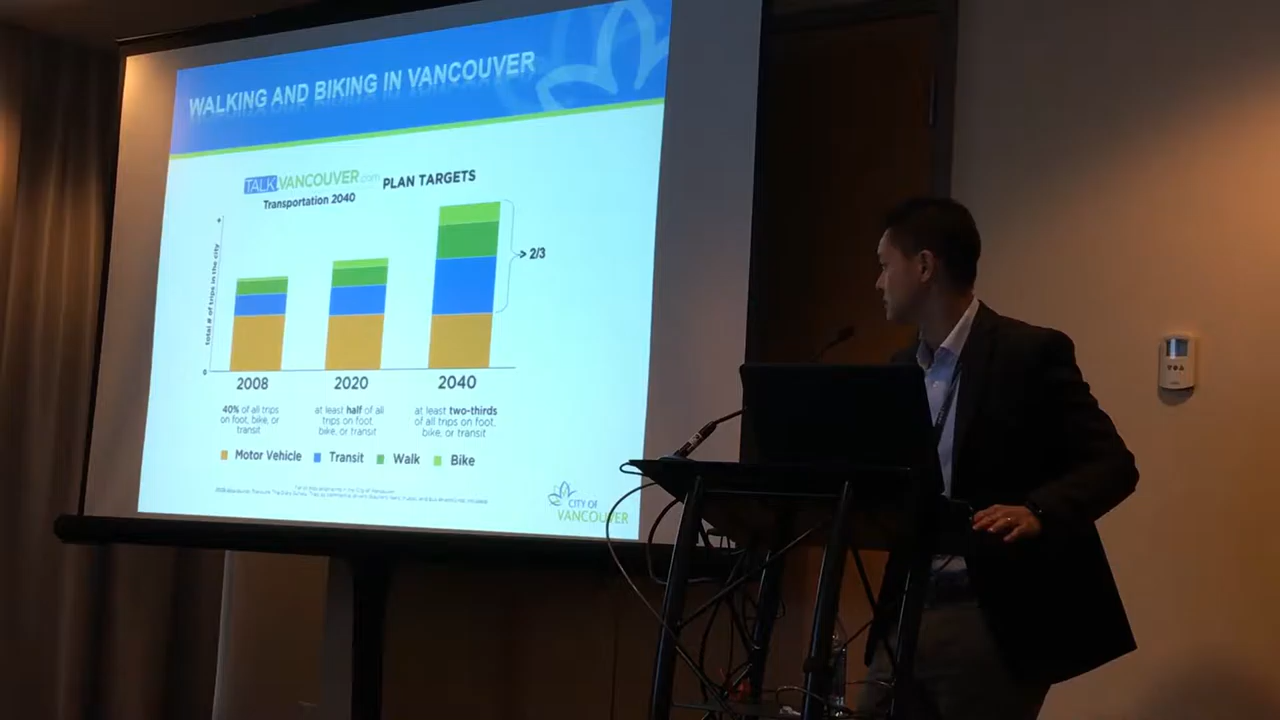 WALKING AND BIKING IN VANCOUVER
TALK VANCOUVER.com PLAN TARGETS
Transportation 2040
+
Total # of trips in the city
> 2/3
0
2008 2020 2040
40% of all trips
on foot, bike, or
transit
at least half of all
trips on foot,
bike, or transit
at least two-thirds
of all trips on foot,
bike, or transit
Motor Vehicle Transit Walk Bike
CITY OF
VANCOUVER